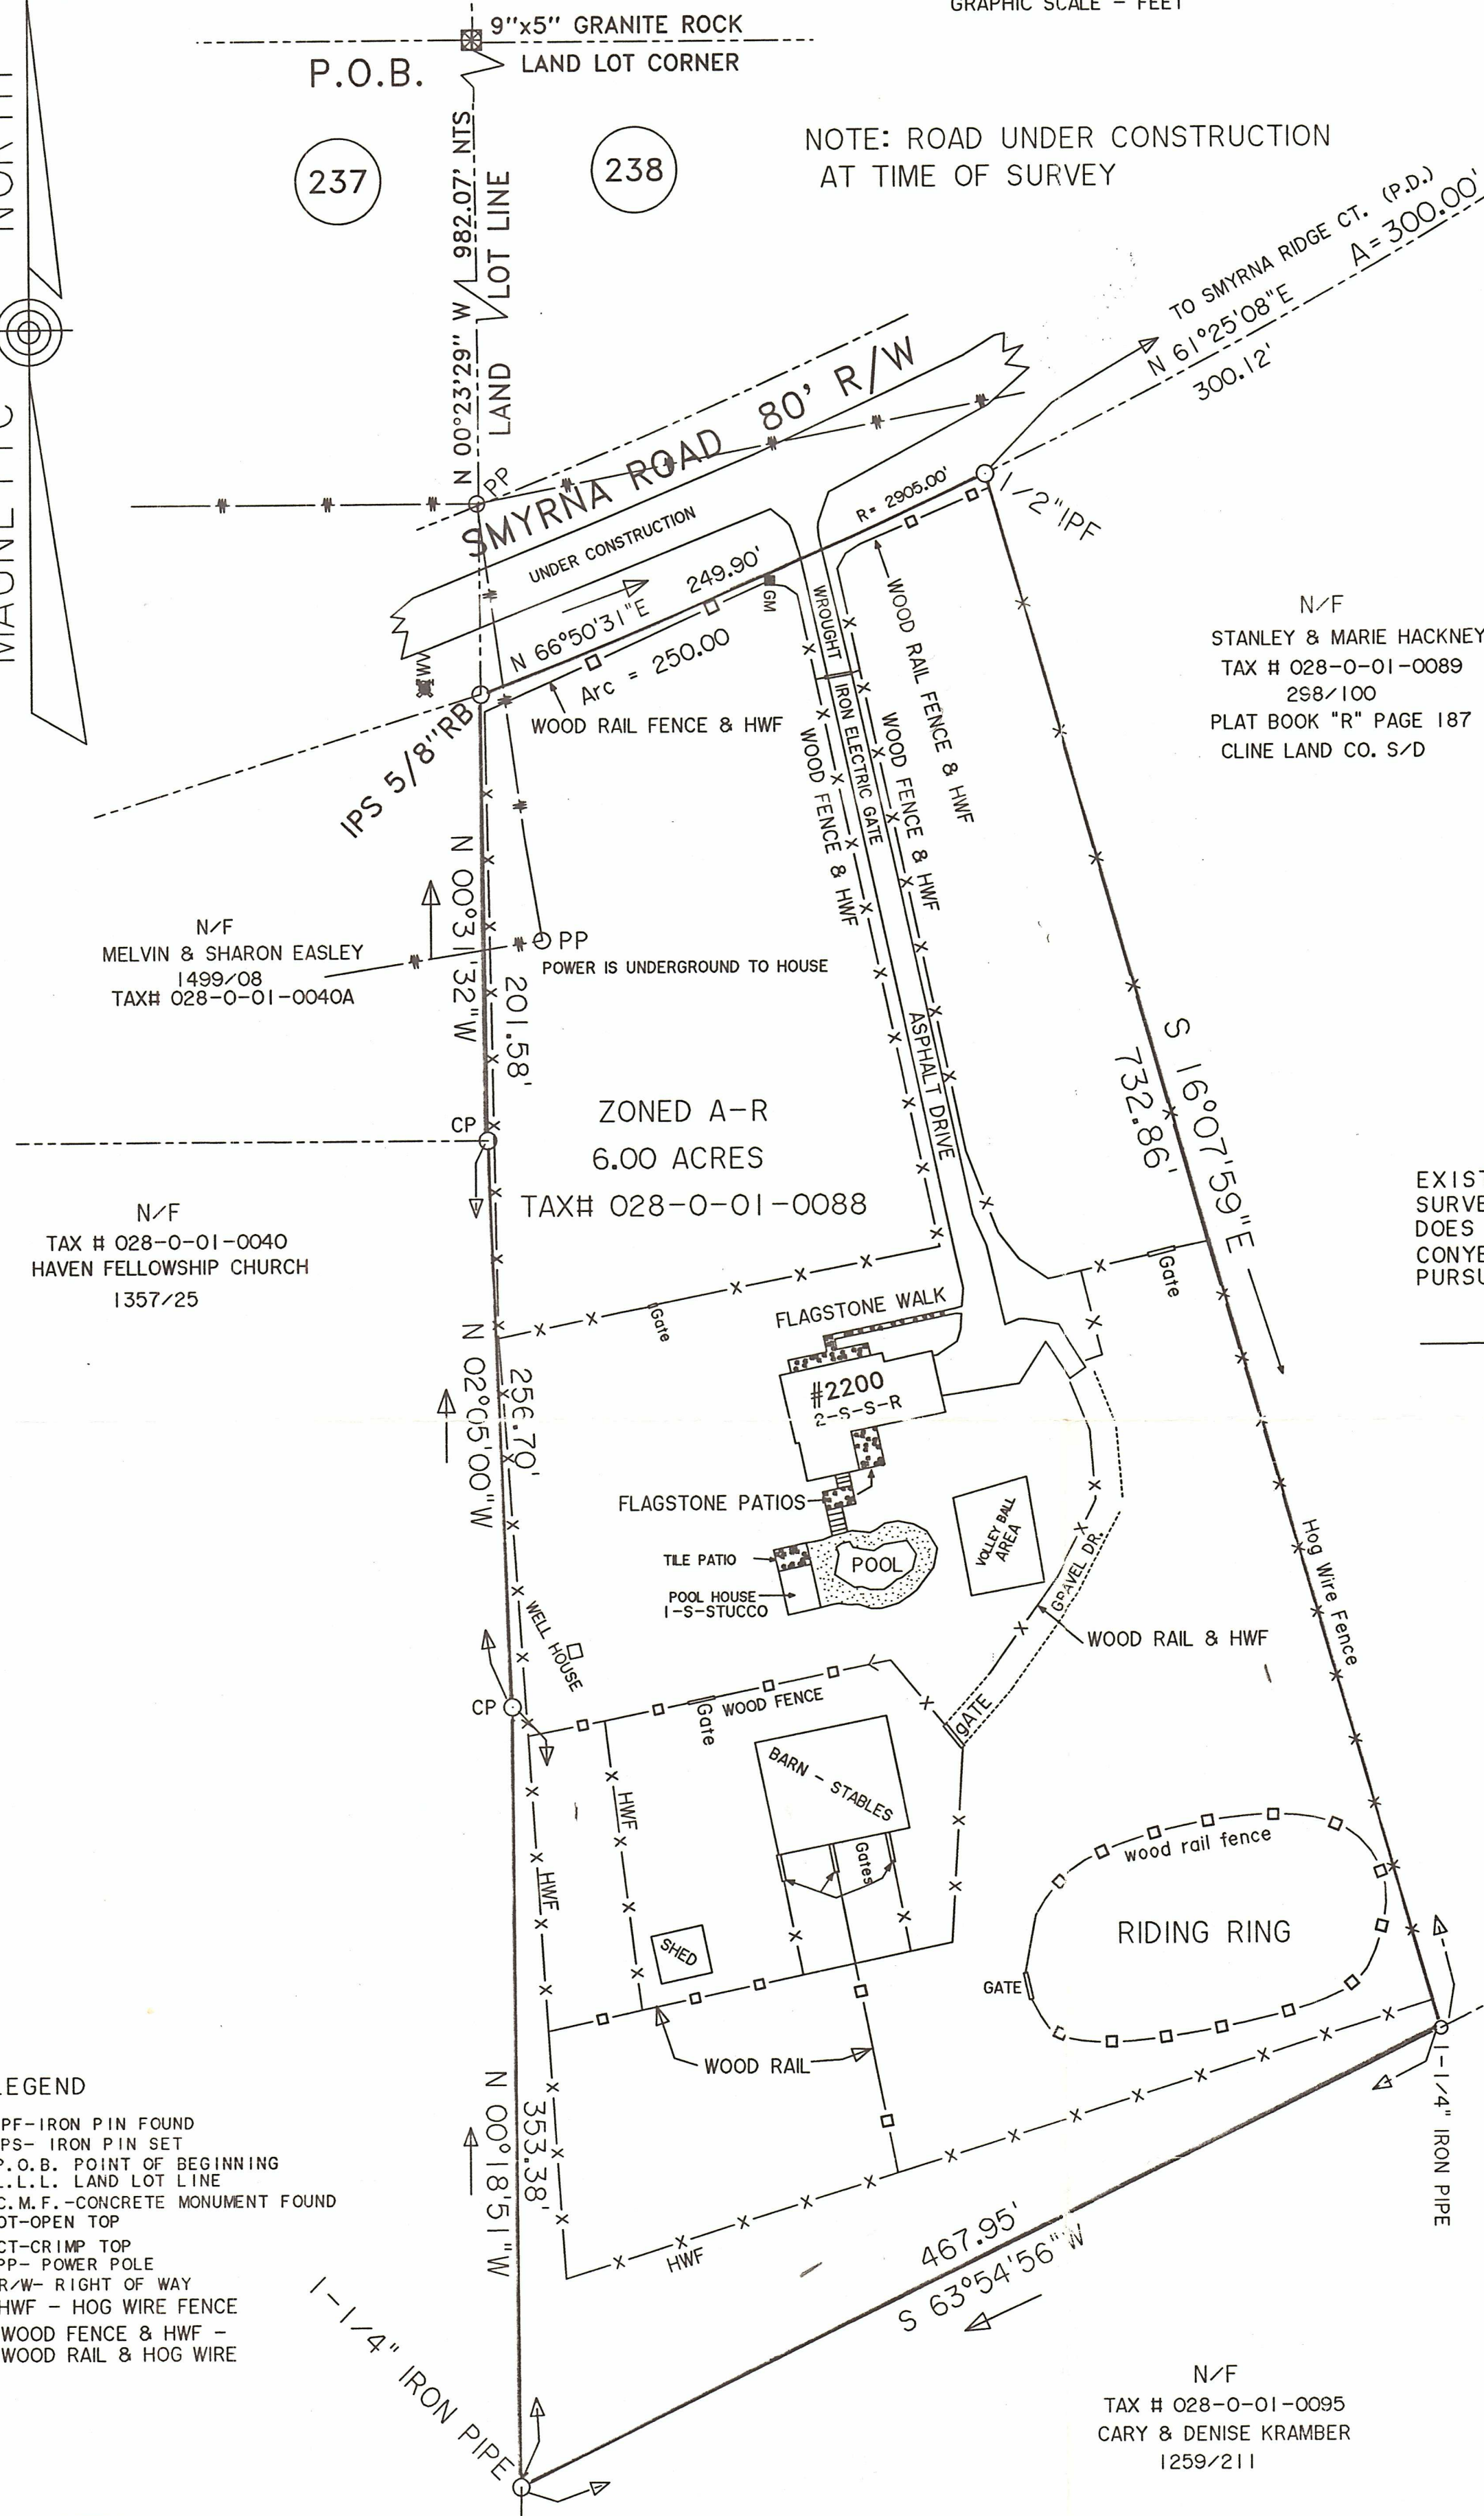 GRAPHIC SCALE - FEET
9"x5" GRANITE ROCK
LAND LOT CORNER
P.O.B.
237
238
N 00°23'29" W 982.07' NTS
LAND LOT LINE
NOTE: ROAD UNDER CONSTRUCTION
AT TIME OF SURVEY
TO SMYRNA RIDGE CT. (P.D.)
A=300.00'
N 61°25'08"E
300.12'
NORTH
PP
SMYRNA ROAD 80' R/W
UNDER CONSTRUCTION
R= 2905.00'
1/2"IPF
249.90'
N 66°50'31"E
Arc = 250.00
GM
WM
WOOD RAIL FENCE & HWF
IPS 5/8"RB
WROUGHT IRON ELECTRIC GATE
WOOD RAIL FENCE & HWF
WOOD FENCE & HWF
WOOD FENCE & HWF
N/F
STANLEY & MARIE HACKNEY
TAX # 028-0-01-0089
298/100
PLAT BOOK "R" PAGE 187
CLINE LAND CO. S/D
N 00°31'32"W
201.58'
N/F
MELVIN & SHARON EASLEY
1499/08
TAX# 028-0-01-0040A
PP
POWER IS UNDERGROUND TO HOUSE
ASPHALT DRIVE
S 16°07'59"E
732.86'
CP
ZONED A-R
6.00 ACRES
TAX# 028-0-01-0088
N/F
TAX # 028-0-01-0040
HAVEN FELLOWSHIP CHURCH
1357/25
EXIST
SURVE
DOES
CONYE
PURSU
Gate
Gate
FLAGSTONE WALK
#2200
2-S-S-R
N 02°05'00"W
256.70'
FLAGSTONE PATIOS
TILE PATIO
POOL
POOL HOUSE
1-S-STUCCO
VOLLEY BALL
AREA
GRAVEL DR.
Hog Wire Fence
WOOD RAIL & HWF
WELL HOUSE
CP
Gate
WOOD FENCE
gATE
BARN - STABLES
HWF
HWF
Gates
SHED
wood rail fence
RIDING RING
GATE
WOOD RAIL
1-1/4" IRON PIPE
N 00°18'51"W
353.38'
HWF
467.95'
S 63°54'56"W
LEGEND
IPF-IRON PIN FOUND
IPS- IRON PIN SET
P.O.B. POINT OF BEGINNING
L.L.L. LAND LOT LINE
C.M.F.-CONCRETE MONUMENT FOUND
OT-OPEN TOP
CT-CRIMP TOP
PP- POWER POLE
R/W- RIGHT OF WAY
HWF - HOG WIRE FENCE
WOOD FENCE & HWF -
WOOD RAIL & HOG WIRE
1-1/4" IRON PIPE
N/F
TAX # 028-0-01-0095
CARY & DENISE KRAMBER
1259/211